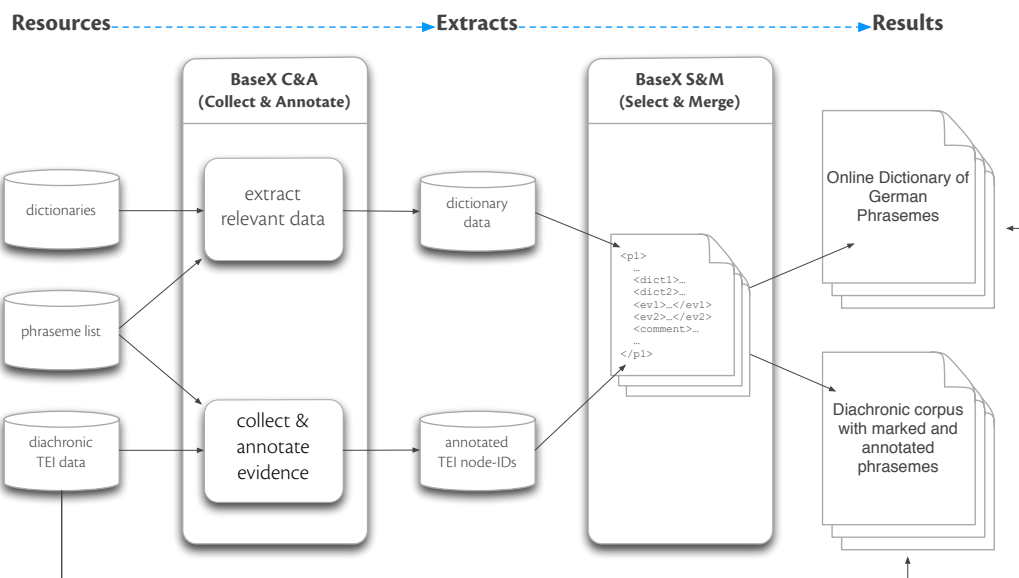 Resources
Extracts
Results
BaseX C&A
(Collect & Annotate)
BaseX S&M
(Select & Merge)
dictionaries
extract
relevant data
dictionary
data
phraseme list
diachronic
TEI data
collect &
annotate
evidence
annotated
TEI node-IDs
<p1>
…
<dict1>…
<dict2>…
<ev1>…</ev1>
<ev2>…</ev2>
<comment>…
…
</p1>
Online Dictionary of
German
Phrasemes
Diachronic corpus
with marked and
annotated
phrasemes